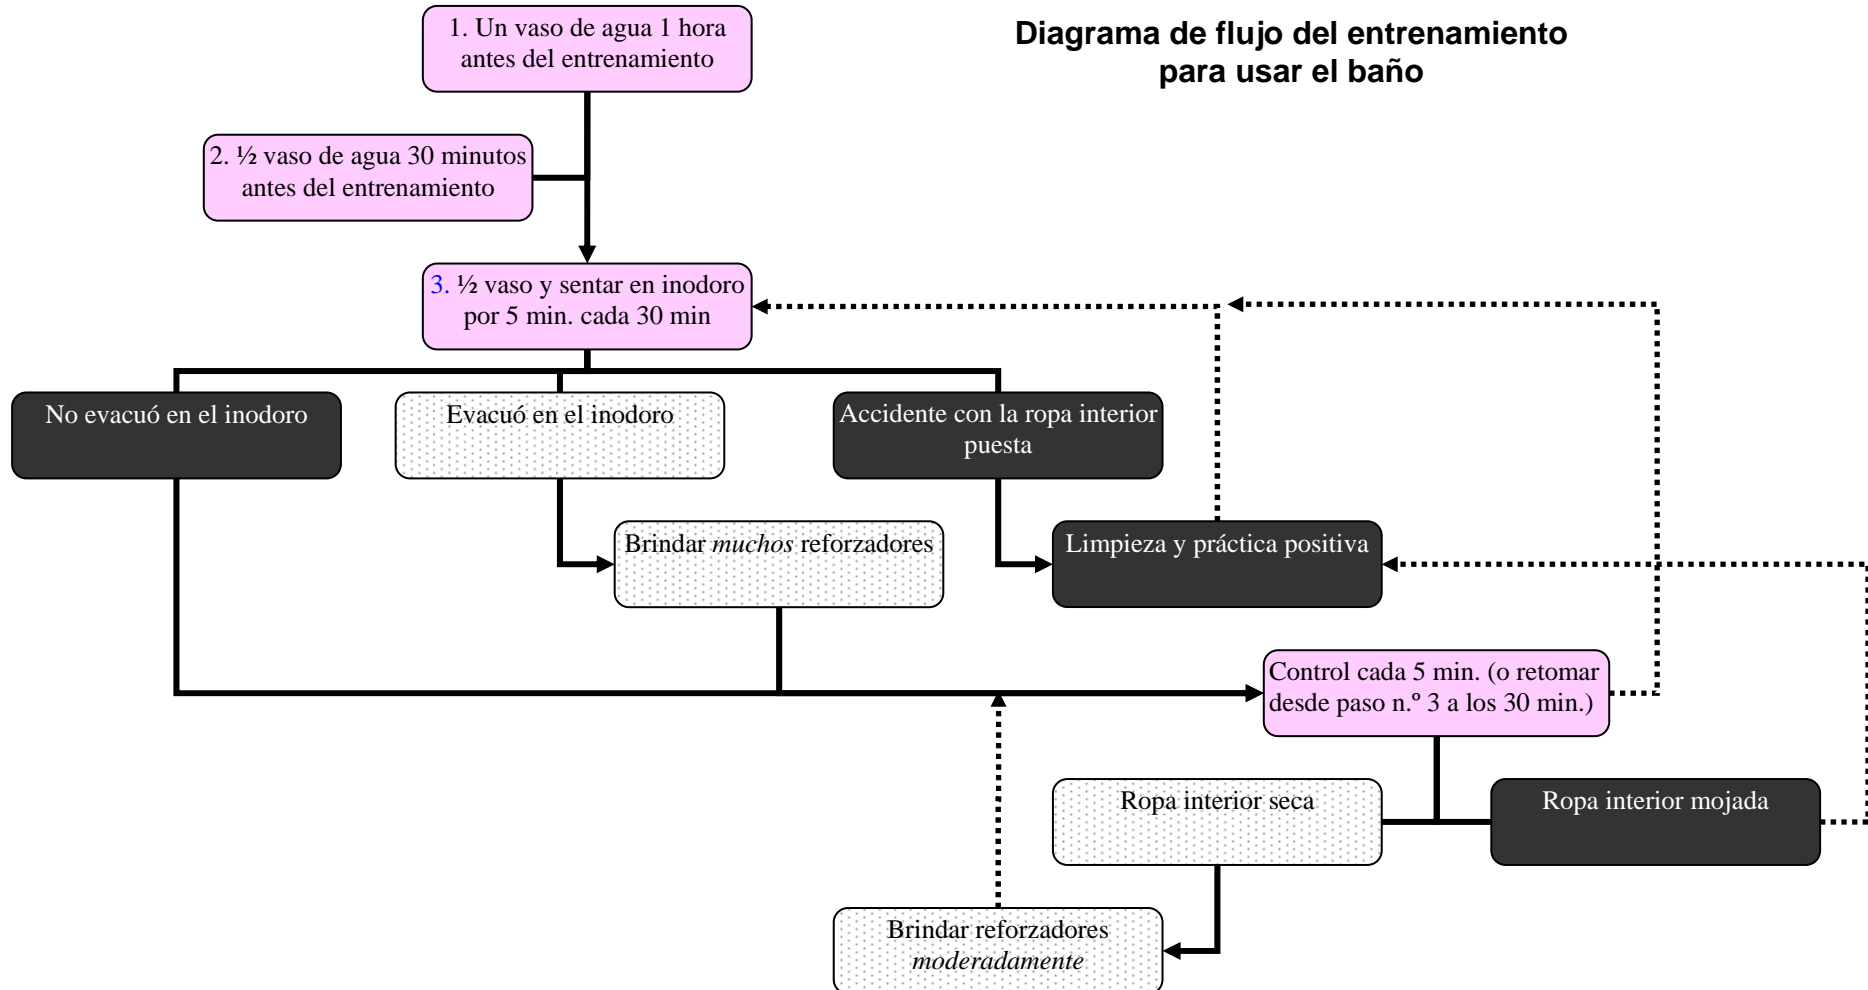 Diagrama de flujo del entrenamiento
para usar el baño
1. Un vaso de agua 1 hora
antes del entrenamiento
2. ½ vaso de agua 30 minutos
antes del entrenamiento
3. ½ vaso y sentar en inodoro
por 5 min. cada 30 min
No evacuó en el inodoro
Evacuó en el inodoro
Accidente con la ropa interior
puesta
Brindar muchos reforzadores
Limpieza y práctica positiva
Control cada 5 min. (o retomar
desde paso n.º 3 a los 30 min.)
Ropa interior seca
Ropa interior mojada
Brindar reforzadores
moderadamente